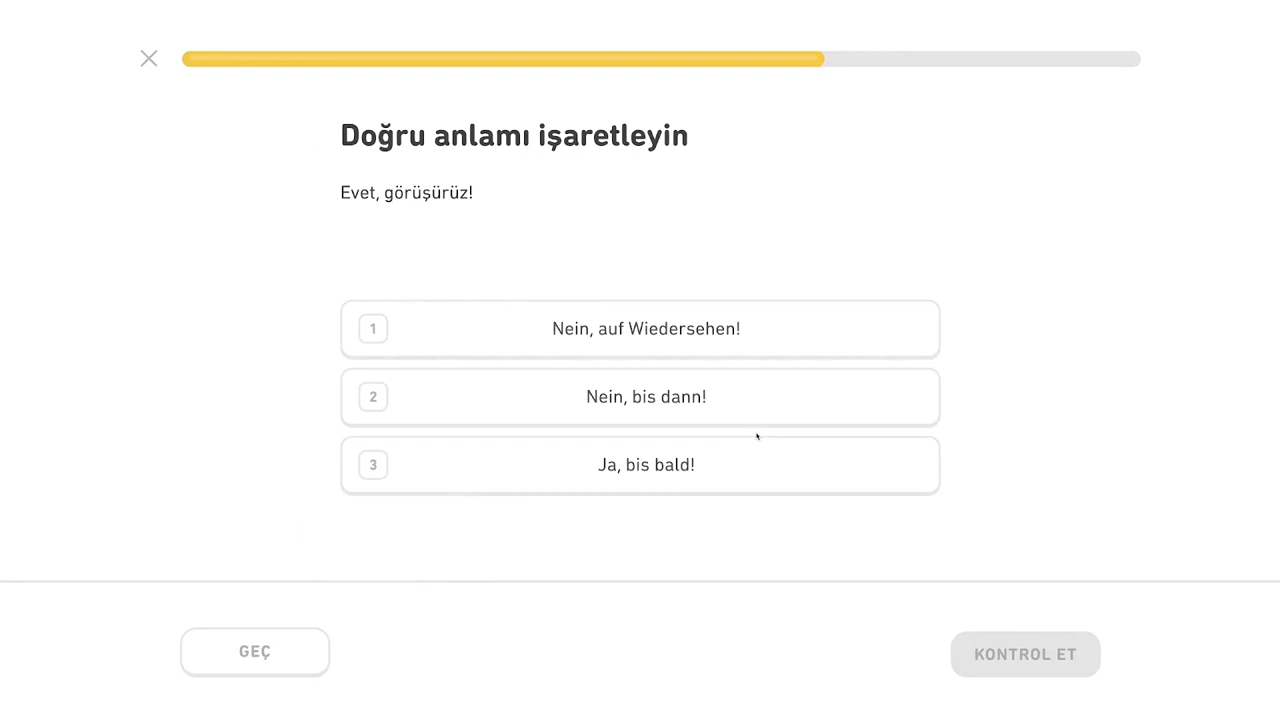 Doğru anlamı işaretleyin
Evet, görüşürüz!
1 Nein, auf Wiedersehen!
2 Nein, bis dann!
3 Ja, bis bald!
GEÇ
KONTROL ET